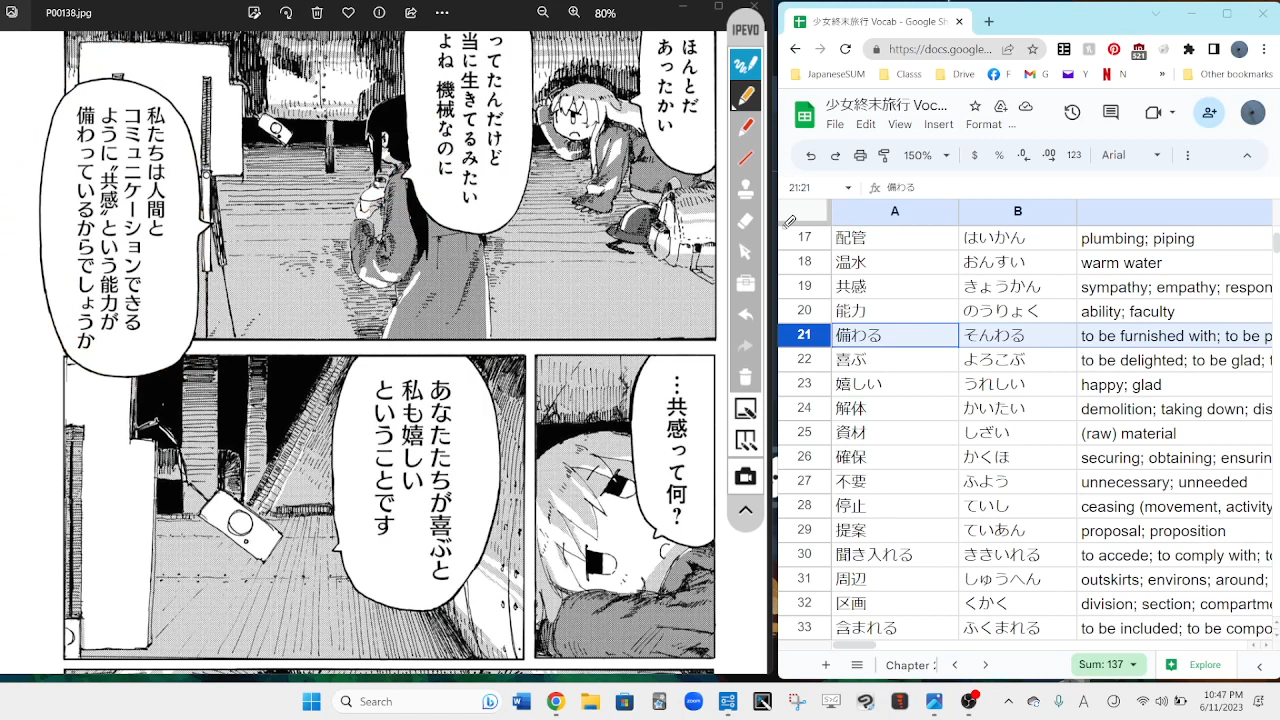 P00138.jpg
80%
ほんとだ
あったかい
ってたんだけど
当に生きてるみたい
よね 機械なのに
私たちは人間と
コミュニケーションできる
ように〝共感〟という能力が
備わっているからでしょうか
…共感って何?
あなたたちが喜ぶと
私も嬉しい
ということです
IPEVO
少女終末旅行 Vocab - Google Sh
https://docs.google...
521
JapaneseSUM
Classs
Drive
F
G
Y
N
T
»
Other bookmarks
少女終末旅行 Voc...
File
Edit
View
Insert
Format
...
50%
$
%
.0
.00
Arial
21:21
fx
備わる
A
B
17 配管 はいかん plumbing; piping
18 温水 おんすい warm water
19 共感 きょうかん sympathy; empathy; respon
20 能力 のうりょく ability; faculty
21 備わる そんわる to be furnished with; to be p
22 喜ぶ よろこぶ to be delighted; to be glad; t
23 嬉しい うれしい happy; glad
24 解体 かいたい demolition; taking down; dis
25 資材 しざい (raw) material
26 確保 かくほ securing; obtaining; ensurin
27 不要 ふよう unnecessary; unneeded
28 停止 ていし ceasing (movement, activity
29 提案 ていあん proposal; proposition
30 聞き入れる ききいれる to accede; to comply with; to
31 周辺 しゅうへん outskirts; environs; around;
32 区画 くかく division; section; compartme
33 含まれる ふくまれる to be included; to be compo
Chapter 2
Sum: 137
Explore
Search
zoom
A
10:47 PM
6/11/2023